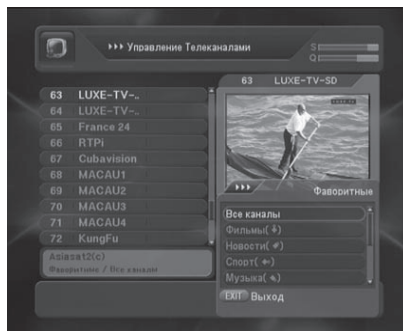 ▸▸▸ Управление Телеканалами
S
Q
63 LUXE-TV-..
64 LUXE-TV-..
65 France 24
66 RTPi
67 Cubavision
68 MACAU1
69 MACAU2
70 MACAU3
71 MACAU4
72 KungFu
Asiasat2(c)
Фаворитные / Все каналы
63 LUXE-TV-SD
▸▸▸ Фаворитные
Все каналы
Фильмы( )
Новости( )
Спорт( )
Музыка( )
EXIT Выход